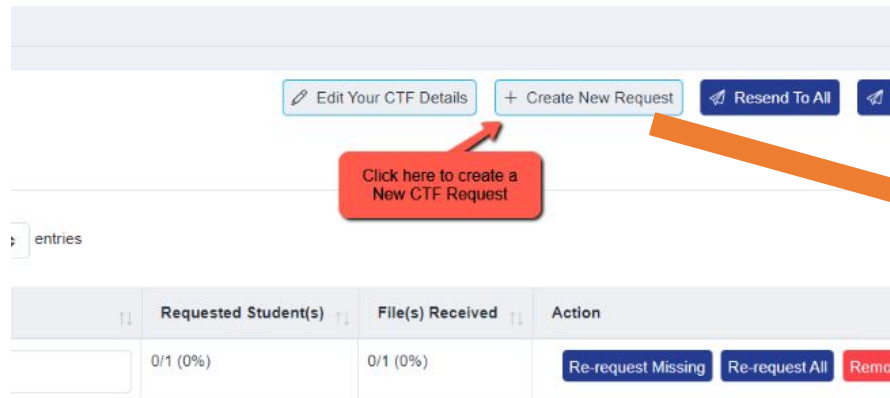 Edit Your CTF Details + Create New Request Resend To All
Click here to create a
New CTF Request
entries
Requested Student(s) File(s) Received Action
0/1 (0%) 0/1 (0%) Re-request Missing Re-request All Remo